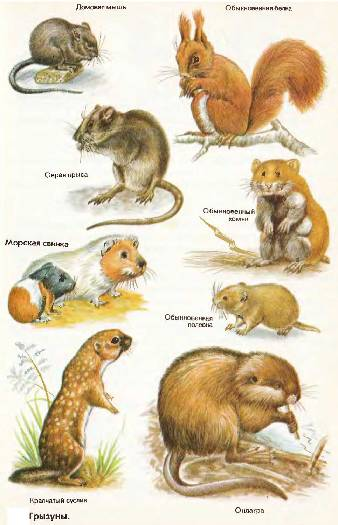 Домовая мышь
Обыкновенная белка
Серая крыса
Обыкновенный
хомяк
Морская свинка
Обыкновенная
полевка
Крапчатый суслик
Ондатра
Грызуны.